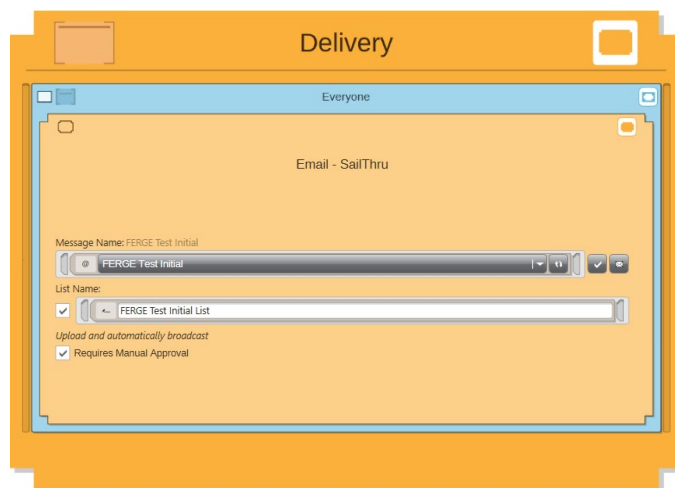 Delivery
Everyone
Email - SailThru
Message Name: FERGE Test Initial
@ FERGE Test Initial
List Name:
FERGE Test Initial List
Upload and automatically broadcast
Requires Manual Approval